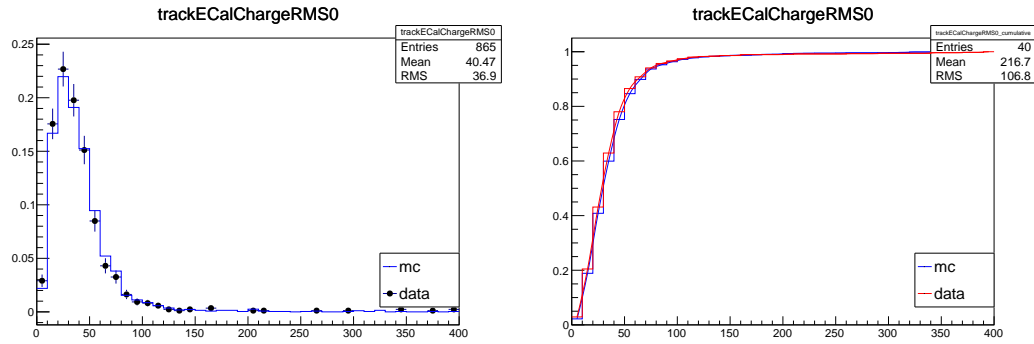 trackECalChargeRMS0
trackECalChargeRMS0
Entries 865
Mean 40.47
RMS 36.9
0.25
0.2
0.15
0.1
0.05
0
0 50 100 150 200 250 300 350 400
mc
data
trackECalChargeRMS0
trackECalChargeRMS0_cumulative
Entries 40
Mean 216.7
RMS 106.8
1
0.8
0.6
0.4
0.2
0
0 50 100 150 200 250 300 350 400
mc
data